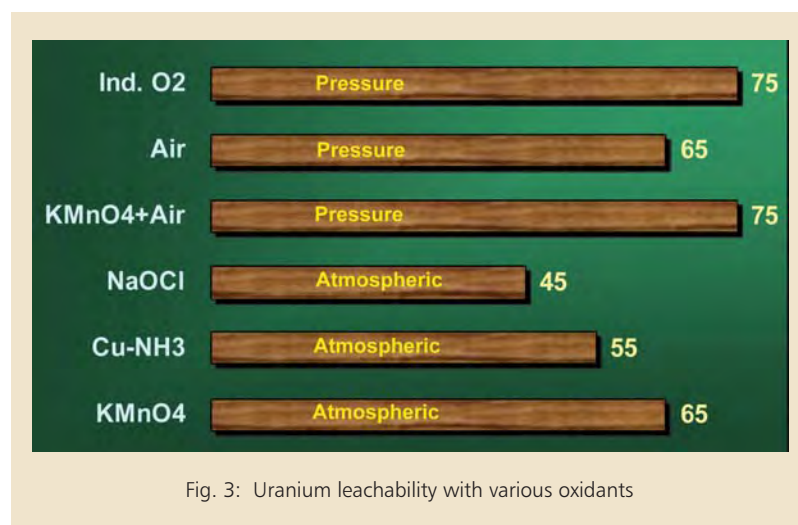 Ind. O2 Pressure 75
Air Pressure 65
KMnO4+Air Pressure 75
NaOCl Atmospheric 45
Cu-NH3 Atmospheric 55
KMnO4 Atmospheric 65
Fig. 3: Uranium leachability with various oxidants